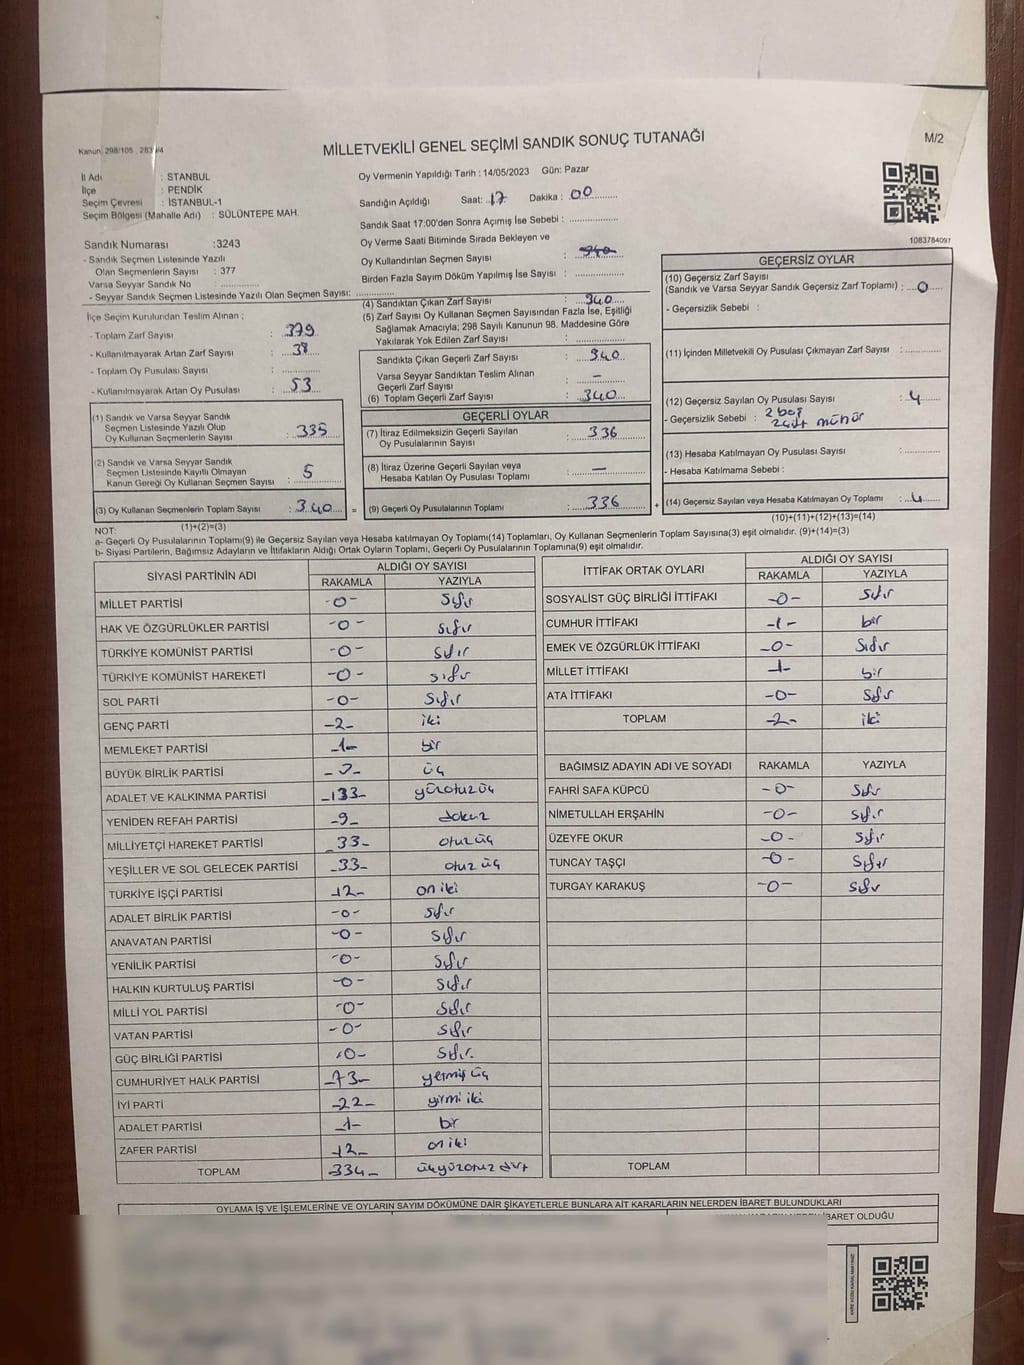 Kanun, 298/105, 283
MİLLETVEKİLİ GENEL SEÇİMİ SANDIK SONUÇ TUTANAĞI
M/2
İl Adı : STANBUL
İlçe : PENDİK
Seçim Çevresi : İSTANBUL-1
Seçim Bölgesi (Mahalle Adı) : SÜLÜNTEPE MAH.
Oy Vermenin Yapıldığı Tarih : 14/05/2023 Gün: Pazar
Sandığın Açıldığı Saat: 17 Dakika : 00
Sandık Saat 17:00'den Sonra Açımış İse Sebebi :
Sandık Numarası :3243
- Sandık Seçmen Listesinde Yazılı
Olan Seçmenlerin Sayısı : 377
Varsa Seyyar Sandık No
- Seyyar Sandık Seçmen Listesinde Yazılı Olan Seçmen Sayısı:
Oy Verme Saati Bitiminde Sırada Bekleyen ve
Oy Kullandırılan Seçmen Sayısı :
Birden Fazla Sayım Döküm Yapılmış İse Sayısı :
1083784097
İlçe Seçim Kurulundan Teslim Alınan ;
- Toplam Zarf Sayısı : 379
- Kullanılmayarak Artan Zarf Sayısı : 38
- Toplam Oy Pusulası Sayısı :
- Kullanılmayarak Artan Oy Pusulası : 53
(4) Sandıktan Çıkan Zarf Sayısı : 340
(5) Zarf Sayısı Oy Kullanan Seçmen Sayısından Fazla İse, Eşitliği
Sağlamak Amacıyla; 298 Sayılı Kanunun 98. Maddesine Göre
Yakılarak Yok Edilen Zarf Sayısı :
Sandıkta Çıkan Geçerli Zarf Sayısı : 340
Varsa Seyyar Sandıktan Teslim Alınan
Geçerli Zarf Sayısı : -
(6) Toplam Geçerli Zarf Sayısı : 340
GEÇERSİZ OYLAR
(10) Geçersiz Zarf Sayısı
(Sandık ve Varsa Seyyar Sandık Geçersiz Zarf Toplamı) : 0
- Geçersizlik Sebebi :
(11) İçinden Milletvekili Oy Pusulası Çıkmayan Zarf Sayısı :
(12) Geçersiz Sayılan Oy Pusulası Sayısı : 4
- Geçersizlik Sebebi : 2 boş
2 çift mühür
(13) Hesaba Katılmayan Oy Pusulası Sayısı :
- Hesaba Katılmama Sebebi :
(14) Geçersiz Sayılan veya Hesaba Katılmayan Oy Toplamı : 4
(10)+(11)+(12)+(13)=(14)
(1) Sandık ve Varsa Seyyar Sandık
Seçmen Listesinde Yazılı Olup
Oy Kullanan Seçmenlerin Sayısı : 335
(2) Sandık ve Varsa Seyyar Sandık
Seçmen Listesinde Kayıtlı Olmayan
Kanun Gereği Oy Kullanan Seçmen Sayısı : 5
(3) Oy Kullanan Seçmenlerin Toplam Sayısı : 340 =
(1)+(2)=(3)
GEÇERLİ OYLAR
(7) İtiraz Edilmeksizin Geçerli Sayılan
Oy Pusulalarının Sayısı : 336
(8) İtiraz Üzerine Geçerli Sayılan veya
Hesaba Katılan Oy Pusulası Toplamı : -
(9) Geçerli Oy Pusulalarının Toplamı : 336 +
NOT:
a- Geçerli Oy Pusulalarının Toplamı(9) ile Geçersiz Sayılan veya Hesaba katılmayan Oy Toplamı(14) Toplamları, Oy Kullanan Seçmenlerin Toplam Sayısına(3) eşit olmalıdır. (9)+(14)=(3)
b- Siyasi Partilerin, Bağımsız Adayların ve İttifakların Aldığı Ortak Oyların Toplamı, Geçerli Oy Pusulalarının Toplamına(9) eşit olmalıdır.
SİYASİ PARTİNİN ADI ALDIĞI OY SAYISI
RAKAMLA YAZIYLA
MİLLET PARTİSİ -0- sıfır
HAK VE ÖZGÜRLÜKLER PARTİSİ -0- sıfır
TÜRKİYE KOMÜNİST PARTİSİ -0- sıfır
TÜRKİYE KOMÜNİST HAREKETİ -0- sıfır
SOL PARTİ -0- sıfır
GENÇ PARTİ -2- iki
MEMLEKET PARTİSİ -1- bir
BÜYÜK BİRLİK PARTİSİ -3- üç
ADALET VE KALKINMA PARTİSİ -133- yüzotuzüç
YENİDEN REFAH PARTİSİ -9- dokuz
MİLLİYETÇİ HAREKET PARTİSİ -33- otuz üç
YEŞİLLER VE SOL GELECEK PARTİSİ -33- otuz üç
TÜRKİYE İŞÇİ PARTİSİ -12- on iki
ADALET BİRLİK PARTİSİ -0- sıfır
ANAVATAN PARTİSİ -0- sıfır
YENİLİK PARTİSİ -0- sıfır
HALKIN KURTULUŞ PARTİSİ -0- sıfır
MİLLİ YOL PARTİSİ -0- sıfır
VATAN PARTİSİ -0- sıfır
GÜÇ BİRLİĞİ PARTİSİ -0- sıfır.
CUMHURİYET HALK PARTİSİ -73- yetmiş üç
İYİ PARTİ -22- yirmi iki
ADALET PARTİSİ -1- bir
ZAFER PARTİSİ -12- on iki
TOPLAM -334- üçyüzotuz dört
İTTİFAK ORTAK OYLARI ALDIĞI OY SAYISI
RAKAMLA YAZIYLA
SOSYALİST GÜÇ BİRLİĞİ İTTİFAKI -0- sıfır
CUMHUR İTTİFAKI -1- bir
EMEK VE ÖZGÜRLÜK İTTİFAKI -0- sıfır
MİLLET İTTİFAKI -1- bir
ATA İTTİFAKI -0- sıfır
TOPLAM -2- iki
BAĞIMSIZ ADAYIN ADI VE SOYADI RAKAMLA YAZIYLA
FAHRİ SAFA KÜPCÜ -0- sıfır
NİMETULLAH ERŞAHİN -0- sıfır
ÜZEYFE OKUR -0- sıfır
TUNCAY TAŞÇI -0- sıfır
TURGAY KARAKUŞ -0- sıfır
TOPLAM
OYLAMA İŞ VE İŞLEMLERİNE VE OYLARIN SAYIM DÖKÜMÜNE DAİR ŞİKAYETLERLE BUNLARA AİT KARARLARIN NELERDEN İBARET BULUNDUKLARI
İBARET OLDUĞU